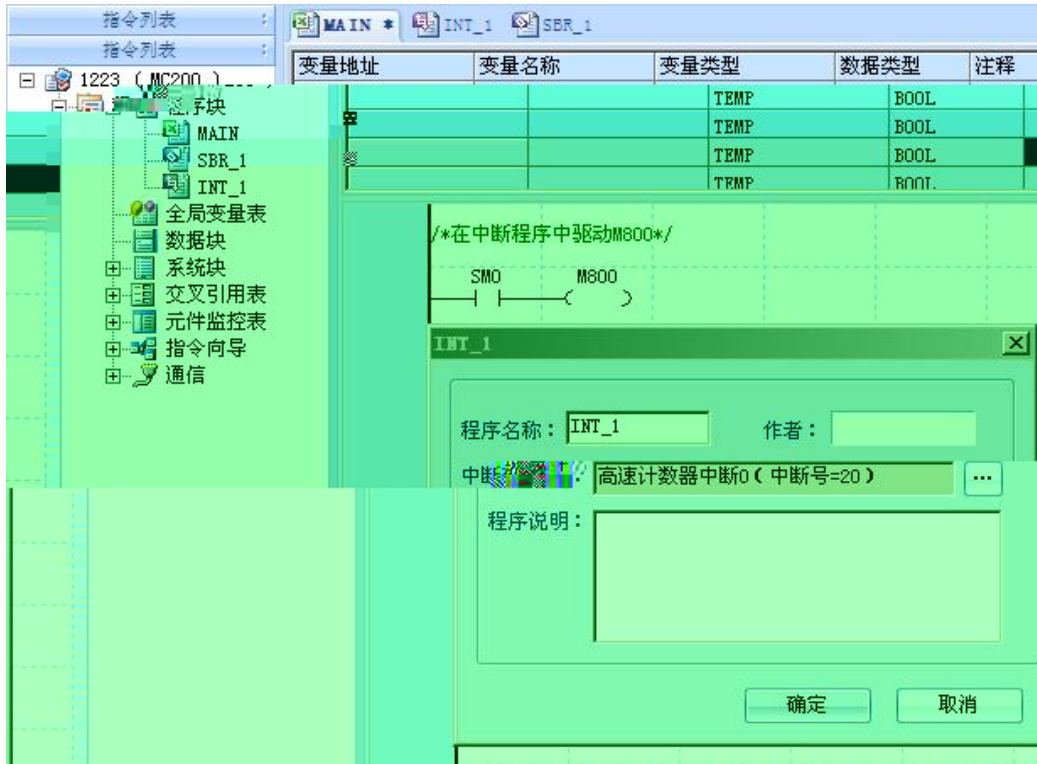 指令列表
指令列表
1223 (MC200 )
程序块
MAIN
SBR_1
INT_1
全局变量表
数据块
系统块
交叉引用表
元件监控表
指令向导
通信
MAIN * INT_1 SBR_1
变量地址 变量名称 变量类型 数据类型 注释
TEMP BOOL
TEMP BOOL
TEMP BOOL
TEMP BOOL
/*在中断程序中驱动M800*/
SM0 M800
INT_1
程序名称： INT_1 作者：
中断 高速计数器中断0 ( 中断号=20 ) ...
程序说明：
确定 取消